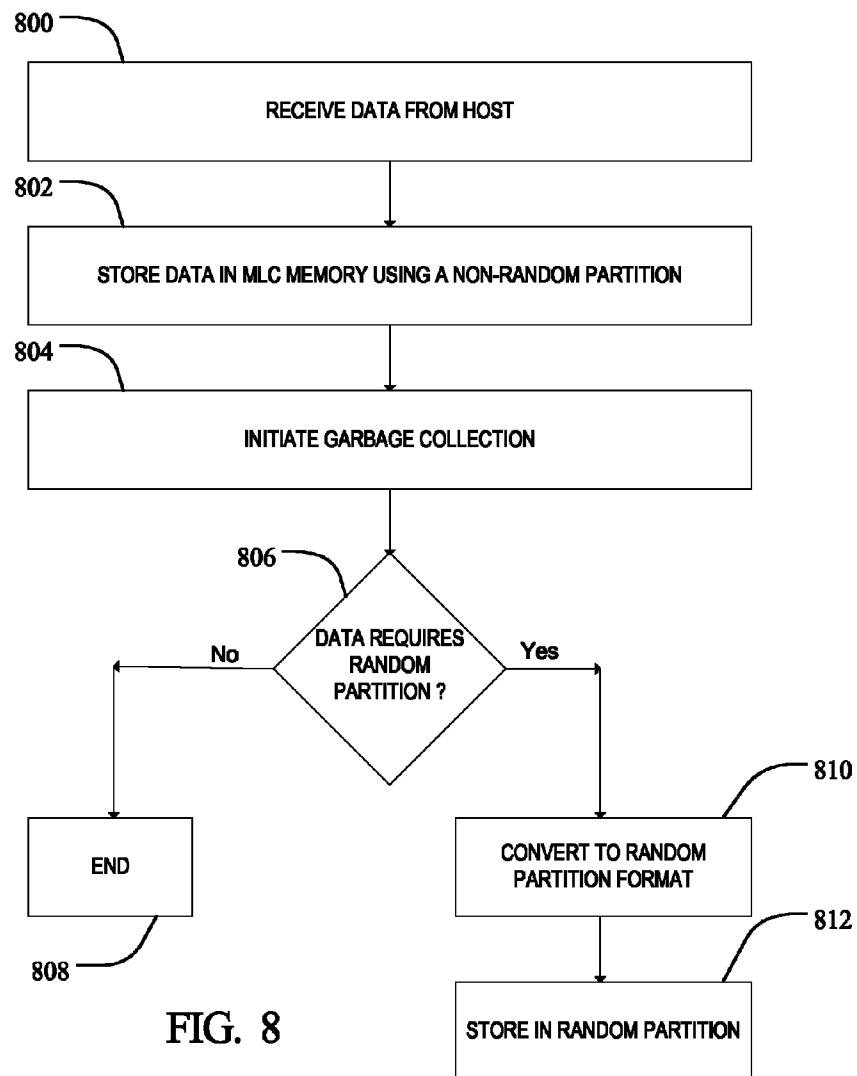 800
RECEIVE DATA FROM HOST
802
STORE DATA IN MLC MEMORY USING A NON-RANDOM PARTITION
804
INITIATE GARBAGE COLLECTION
806
DATA REQUIRES
RANDOM
PARTITION ?
No
Yes
810
END
CONVERT TO RANDOM
PARTITION FORMAT
808
812
STORE IN RANDOM PARTITION
FIG. 8